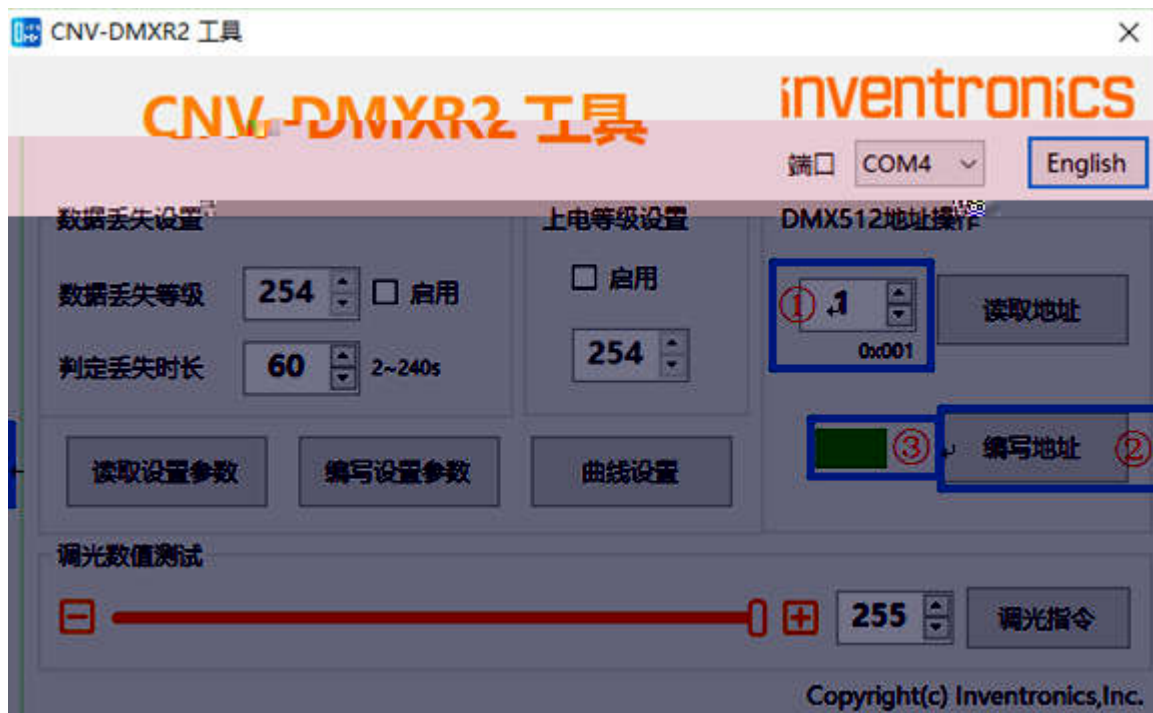 CNV-DMXR2 工具
CNV-DMXR2 工具
inventronics
端口 COM4 English
数据丢失设置
数据丢失等级 254 启用
判定丢失时长 60 2~240s
上电等级设置
启用
254
DMX512地址操作
① 1 读取地址
0x001
③ 编写地址 ②
读取设置参数 编写设置参数 曲线设置
调光数值测试
255 调光指令
Copyright(c) Inventronics,Inc.